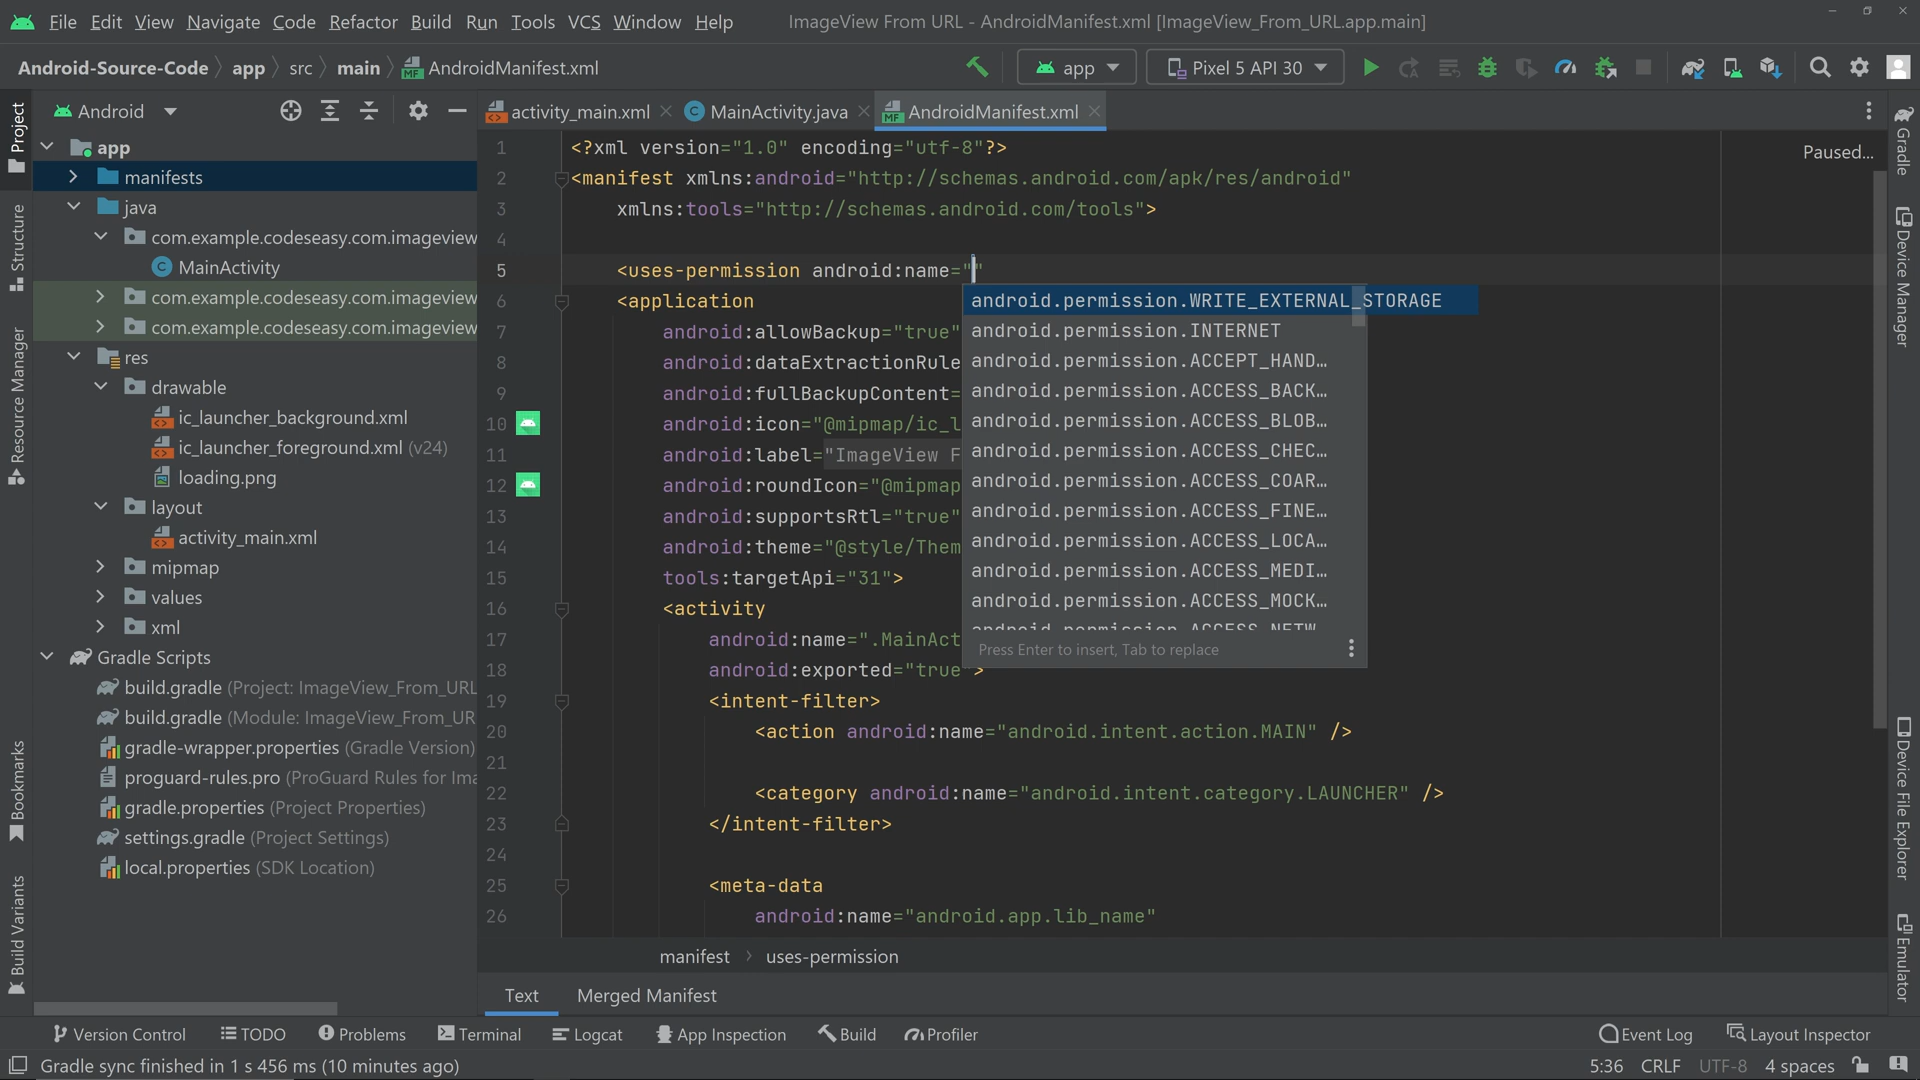 File Edit View Navigate Code Refactor Build Run Tools VCS Window Help ImageView From URL - AndroidManifest.xml [ImageView_From_URL.app.main]
Android-Source-Code app src main AndroidManifest.xml app Pixel 5 API 30
Android
activity_main.xml MainActivity.java AndroidManifest.xml
Project
Structure
Resource Manager
Bookmarks
Build Variants
app
manifests
java
com.example.codeseasy.com.imageview
MainActivity
com.example.codeseasy.com.imageview
com.example.codeseasy.com.imageview
res
drawable
ic_launcher_background.xml
ic_launcher_foreground.xml (v24)
loading.png
layout
activity_main.xml
mipmap
values
xml
Gradle Scripts
build.gradle (Project: ImageView_From_URL
build.gradle (Module: ImageView_From_UR
gradle-wrapper.properties (Gradle Version)
proguard-rules.pro (ProGuard Rules for Ima
gradle.properties (Project Properties)
settings.gradle (Project Settings)
local.properties (SDK Location)
1 <?xml version="1.0" encoding="utf-8"?>
2 <manifest xmlns:android="http://schemas.android.com/apk/res/android"
3 xmlns:tools="http://schemas.android.com/tools">
4
5 <uses-permission android:name=""
6 <application
7 android:allowBackup="true"
8 android:dataExtractionRule
9 android:fullBackupContent=
10 android:icon="@mipmap/ic_l
11 android:label="ImageView F
12 android:roundIcon="@mipmap
13 android:supportsRtl="true"
14 android:theme="@style/Them
15 tools:targetApi="31">
16 <activity
17 android:name=".MainAct
18 android:exported="true">
19 <intent-filter>
20 <action android:name="android.intent.action.MAIN" />
21
22 <category android:name="android.intent.category.LAUNCHER" />
23 </intent-filter>
24
25 <meta-data
26 android:name="android.app.lib_name"
android.permission.WRITE_EXTERNAL_STORAGE
android.permission.INTERNET
android.permission.ACCEPT_HAND…
android.permission.ACCESS_BACK…
android.permission.ACCESS_BLOB…
android.permission.ACCESS_CHEC…
android.permission.ACCESS_COAR…
android.permission.ACCESS_FINE…
android.permission.ACCESS_LOCA…
android.permission.ACCESS_MEDI…
android.permission.ACCESS_MOCK…
android.permission.ACCESS_NETW
Press Enter to insert, Tab to replace
Paused...
Gradle
Device Manager
Device File Explorer
Emulator
manifest uses-permission
Text Merged Manifest
Version Control TODO Problems Terminal Logcat App Inspection Build Profiler Event Log Layout Inspector
Gradle sync finished in 1 s 456 ms (10 minutes ago) 5:36 CRLF UTF-8 4 spaces